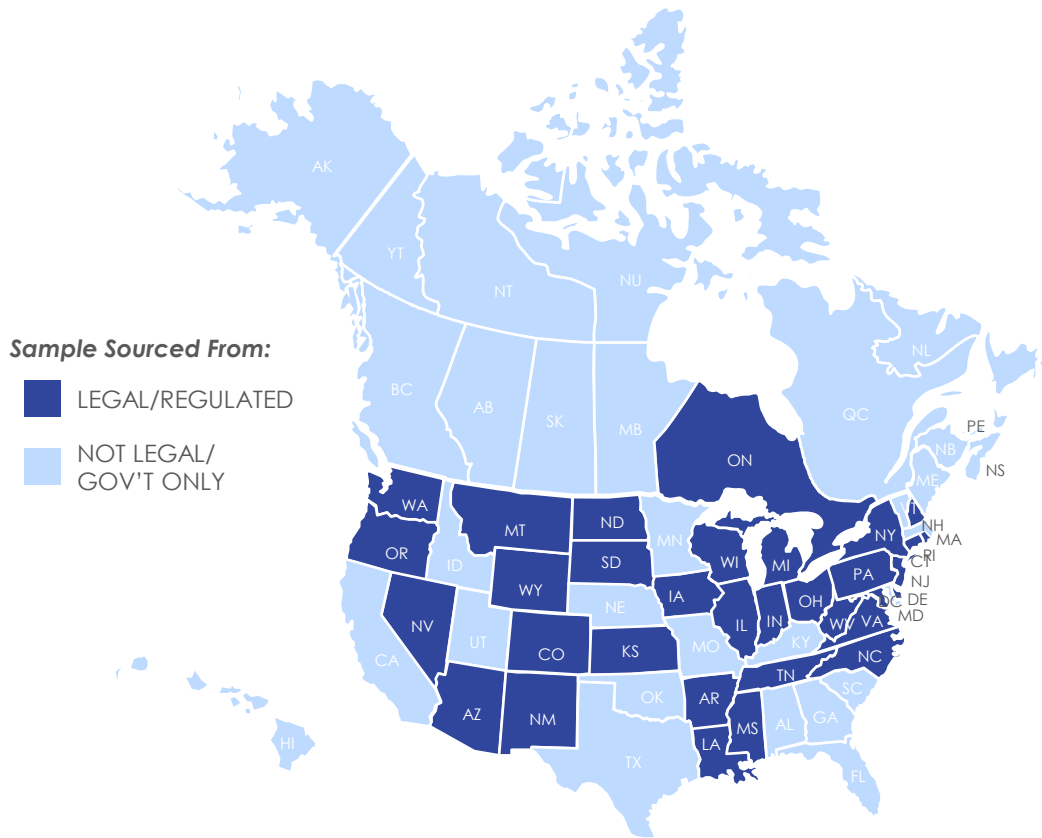 AK
YT
NT
NU
Sample Sourced From:
LEGAL/REGULATED
NOT LEGAL/
GOV'T ONLY
BC
AB
SK
MB
ON
QC
NL
PE
NB
NS
ME
VT
NH
MA
RI
CT
NJ
DE
DC
MD
WA
MT
ND
MN
OR
ID
SD
WI
MI
NY
WY
IA
PA
NV
UT
NE
IL
IN
OH
WV
VA
CA
CO
KS
MO
KY
NC
AZ
NM
OK
AR
TN
SC
MS
AL
GA
HI
TX
LA
FL